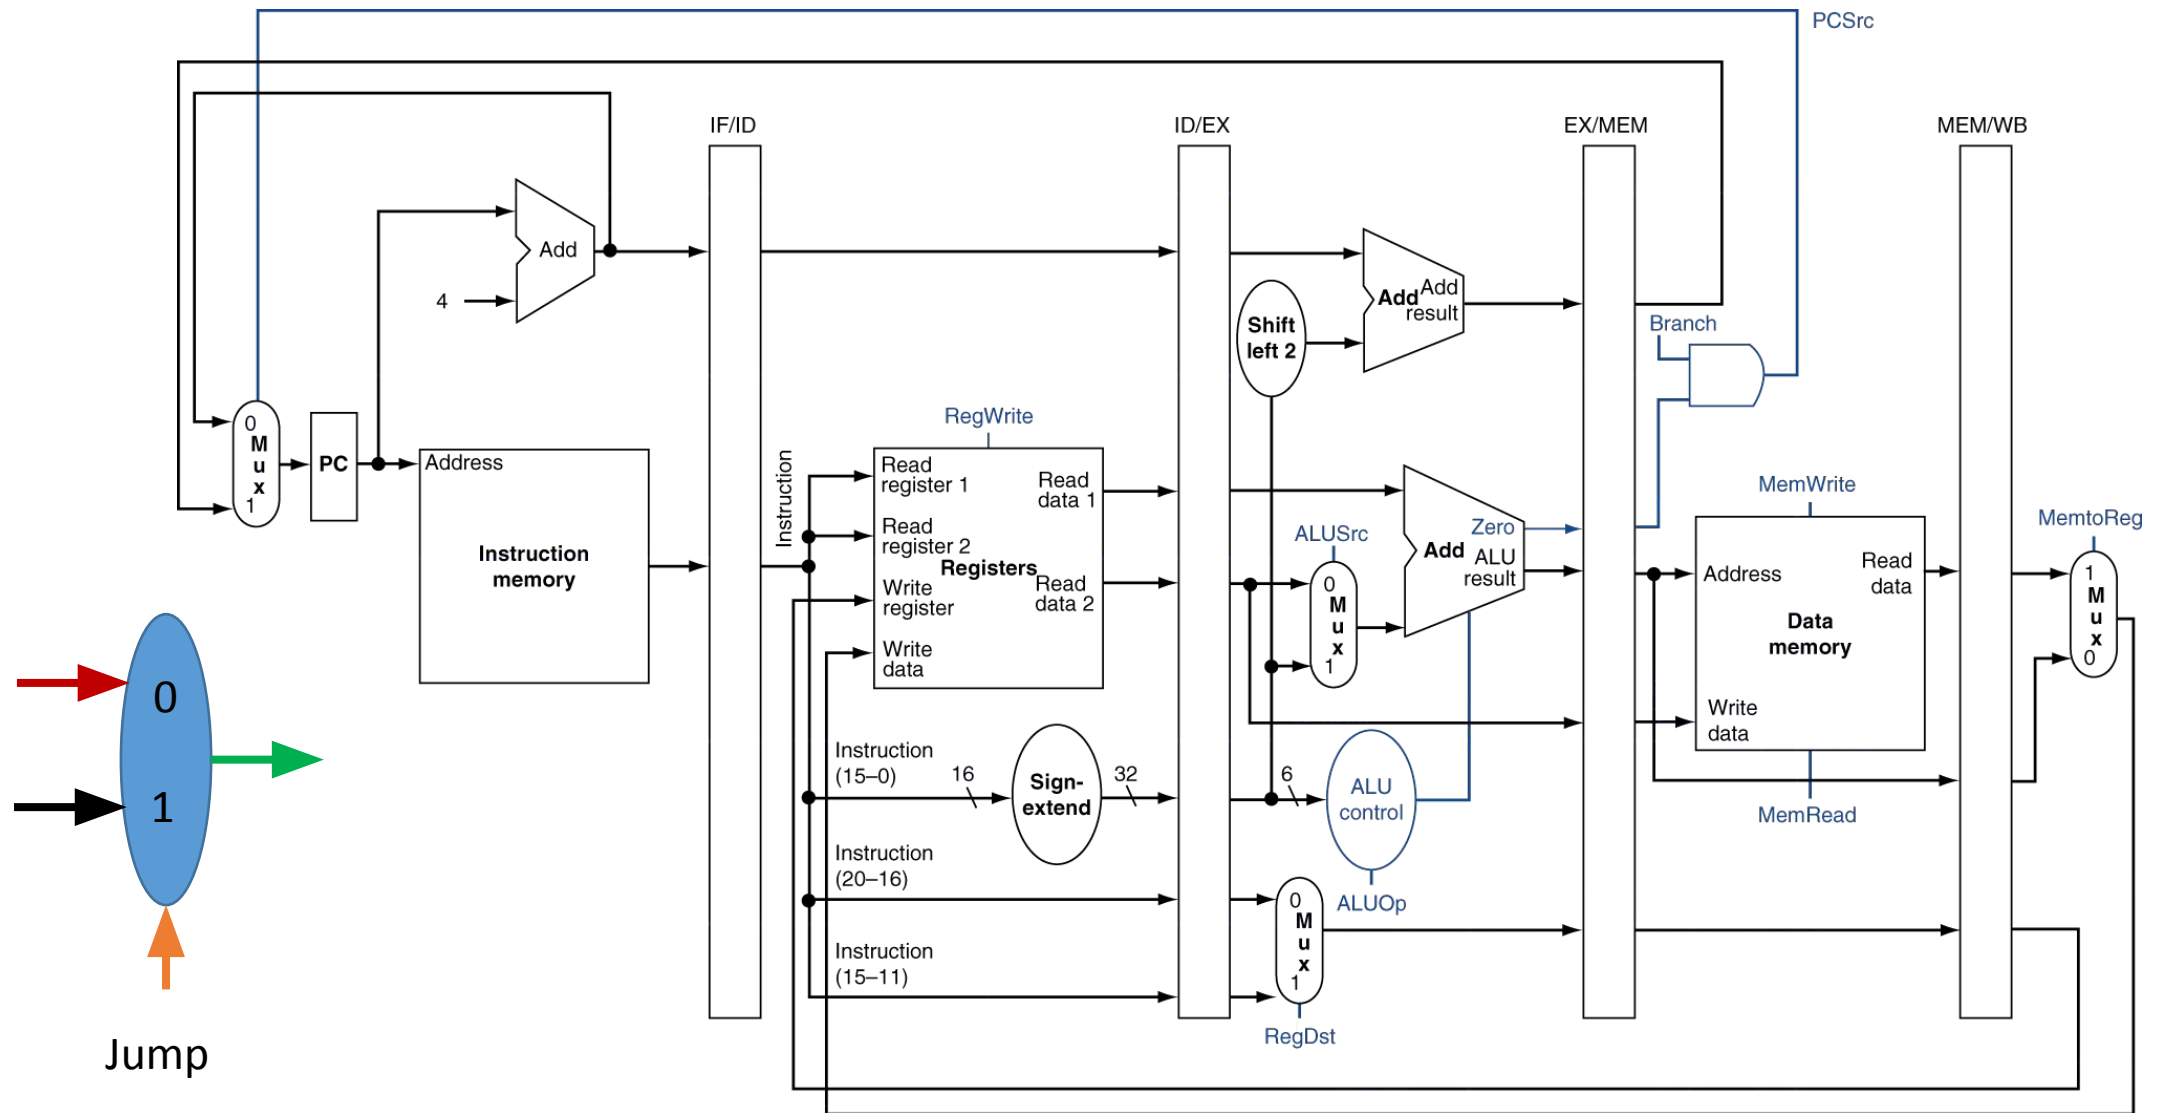 PCSrc
IF/ID
ID/EX
EX/MEM
MEM/WB
Add
4
Add
Add
result
Shift
left 2
Branch
0
M
u
x
1
PC
Address
Instruction
memory
Instruction
RegWrite
Read
register 1
Read
register 2
Write
register
Write
data
Registers
Read
data 1
Read
data 2
ALUSrc
0
M
u
x
1
Zero
Add
ALU
result
MemWrite
Address
Read
data
Data
memory
Write
data
MemRead
MemtoReg
1
M
u
x
0
0
1
Jump
Instruction
(15–0)
16
Sign-
extend
32
6
ALU
control
ALUOp
Instruction
(20–16)
Instruction
(15–11)
0
M
u
x
1
RegDst